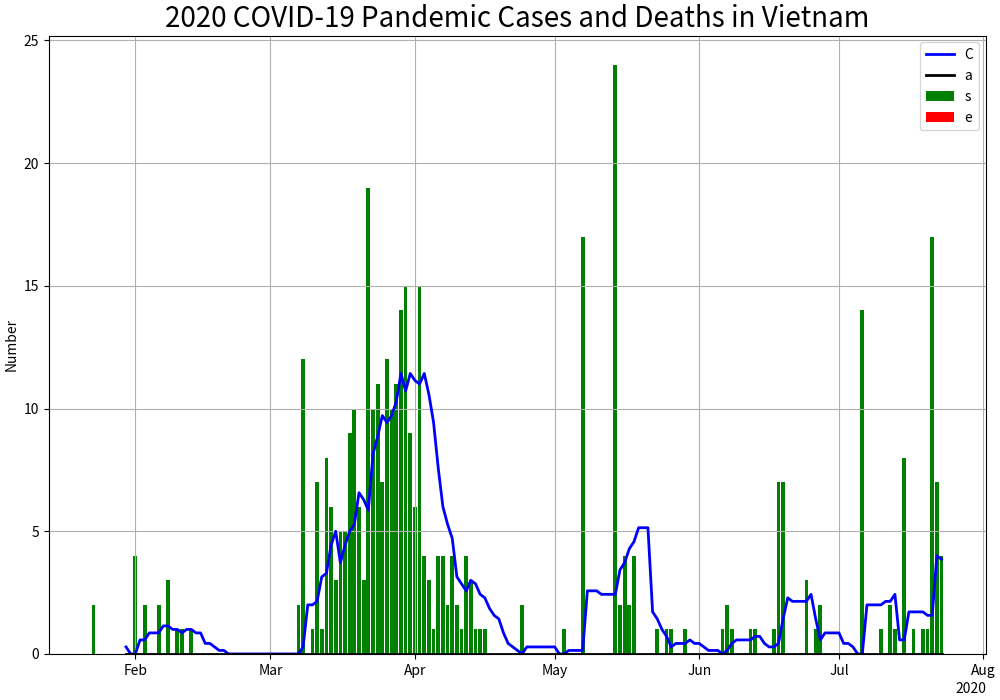 2020 COVID-19 Pandemic Cases and Deaths in Vietnam
25
20
15
10
5
0
Number
C
a
s
e
Feb Mar Apr May Jun Jul Aug
2020